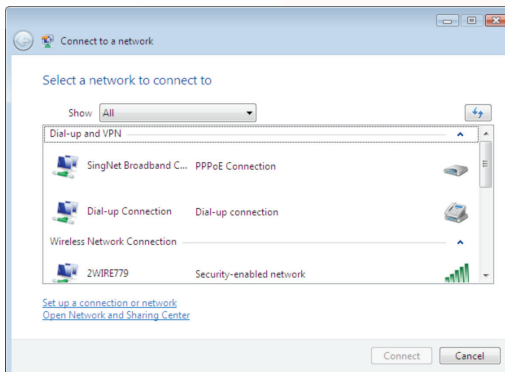 Connect to a network
Select a network to connect to
Show All
Dial-up and VPN
SingNet Broadband C... PPPoE Connection
Dial-up Connection Dial-up connection
Wireless Network Connection
2WIRE779 Security-enabled network
Set up a connection or network
Open Network and Sharing Center
Connect Cancel